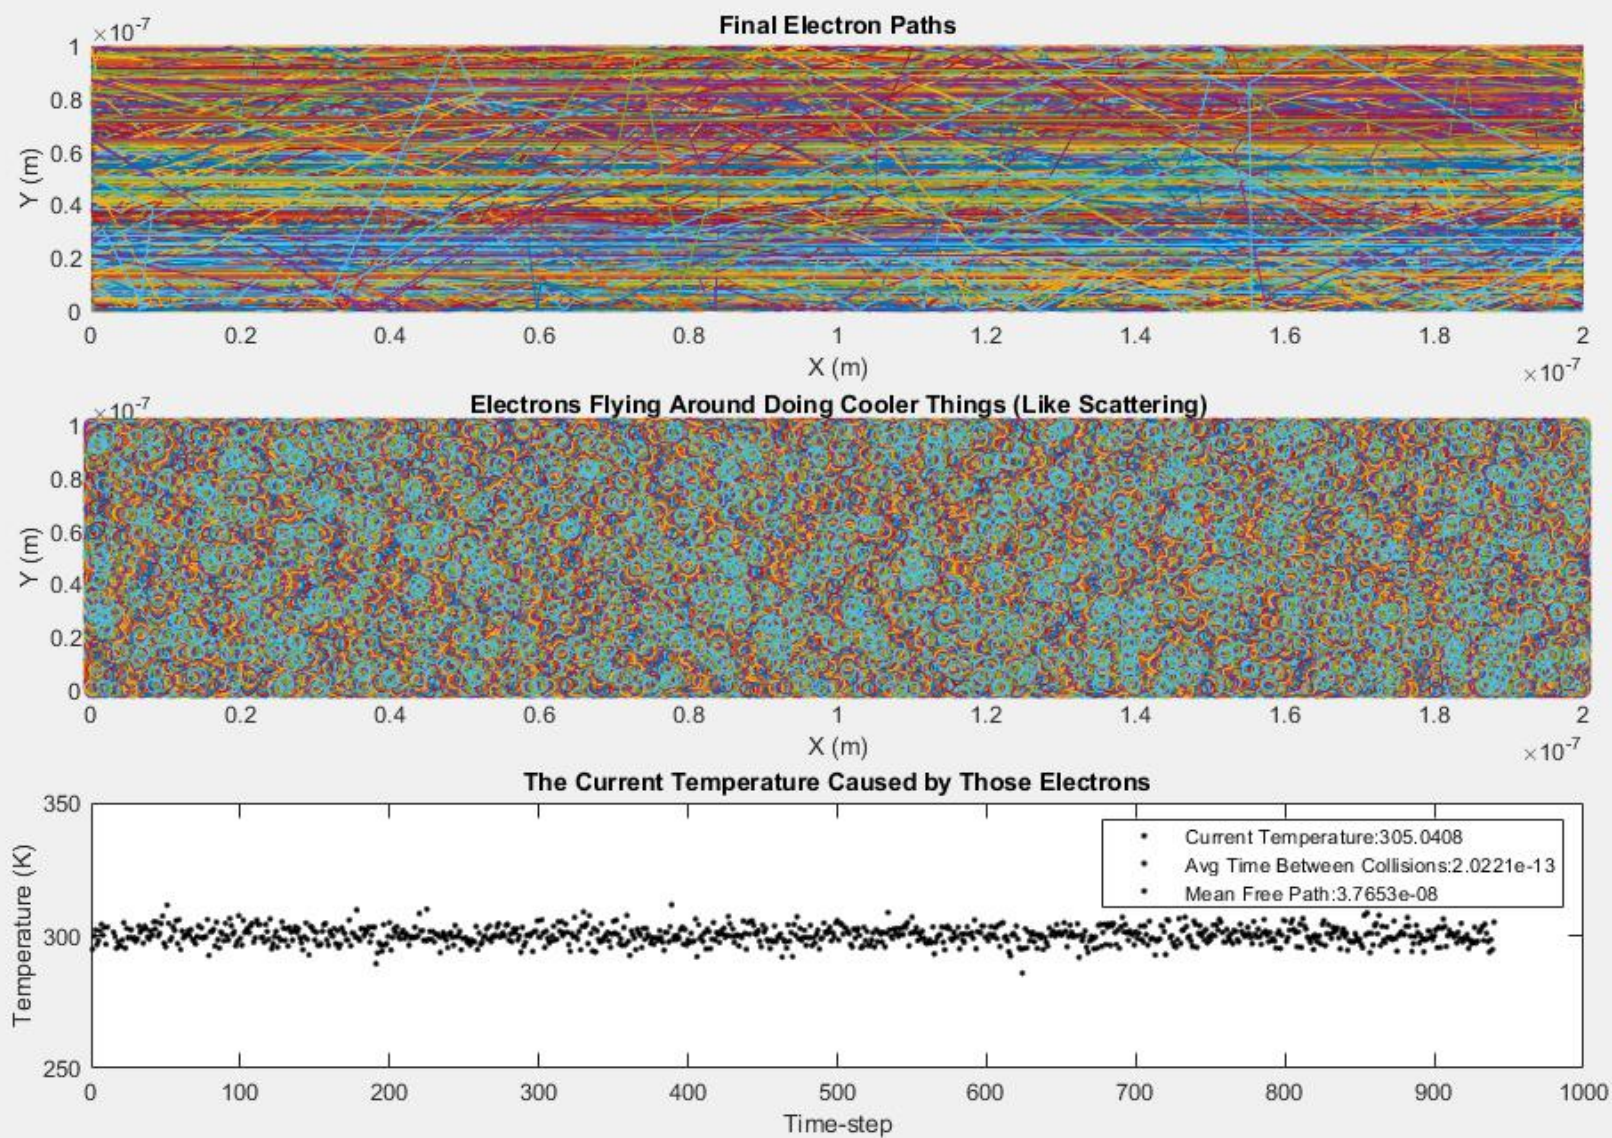 Final Electron Paths
×10⁻⁷
1
0.8
0.6
0.4
0.2
0
Y (m)
0 0.2 0.4 0.6 0.8 1 1.2 1.4 1.6 1.8 2
X (m)
×10⁻⁷
Electrons Flying Around Doing Cooler Things (Like Scattering)
×10⁻⁷
1
0.8
0.6
0.4
0.2
0
Y (m)
0 0.2 0.4 0.6 0.8 1 1.2 1.4 1.6 1.8 2
X (m)
×10⁻⁷
The Current Temperature Caused by Those Electrons
350
300
250
Temperature (K)
Current Temperature:305.0408
Avg Time Between Collisions:2.0221e-13
Mean Free Path:3.7653e-08
0 100 200 300 400 500 600 700 800 900 1000
Time-step